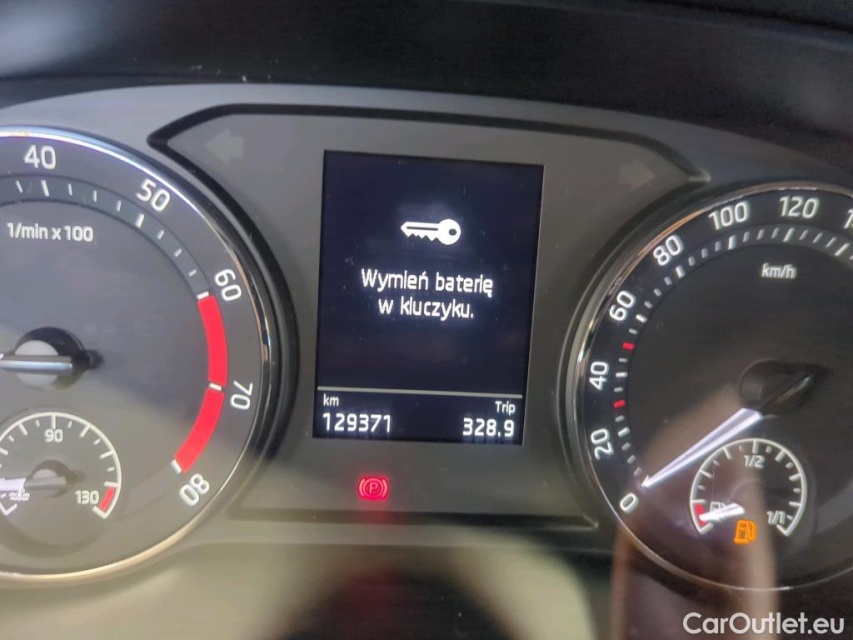 40
50
1/min x 100
60
70
80
90
130
Wymień baterię
w kluczyku.
km
Trip
129371
328.9
P
0
20
40
60
80
100
120
km/h
1/2
1/1
CarOutlet.eu